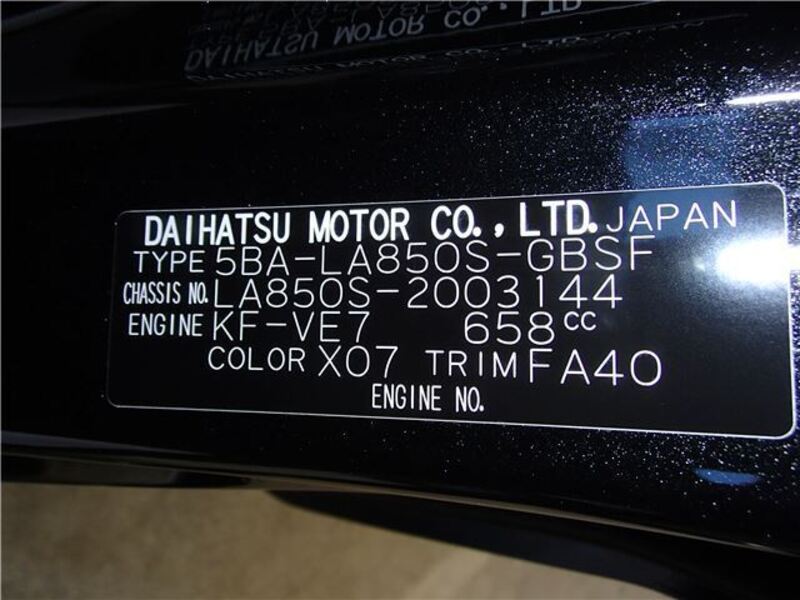 DAIHATSU MOTOR CO., LTD. JAPAN
TYPE 5BA-LA850S-GBSF
CHASSIS NO. LA850S-2003144
ENGINE KF-VE7 658cc
COLOR X07 TRIM FA40
ENGINE NO.